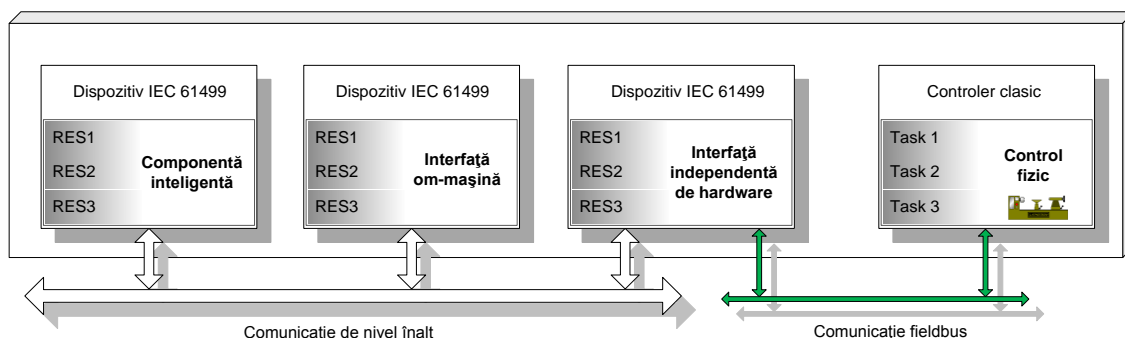 Dispozitiv IEC 61499
RES1
RES2
RES3
Componentă
inteligentă
Dispozitiv IEC 61499
RES1
RES2
RES3
Interfaţă
om-maşină
Dispozitiv IEC 61499
RES1
RES2
RES3
Interfaţă
independentă
de hardware
Controler clasic
Task 1
Task 2
Task 3
Control
fizic
Comunicaţie de nivel înalt
Comunicaţie fieldbus